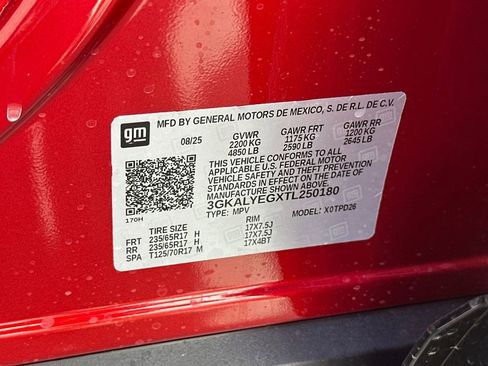 gm
MFD BY GENERAL MOTORS DE MEXICO, S. DE R.L. DE C.V.
08/25 GVWR GAWR FRT GAWR RR
2200 KG 1175 KG 1200 KG
4850 LB 2590 LB 2645 LB
THIS VEHICLE CONFORMS TO ALL
APPLICABLE U.S. FEDERAL MOTOR
VEHICLE SAFETY AND THEFT PREVENTION
STANDARDS IN EFFECT ON THE DATE OF
MANUFACTURE SHOWN ABOVE.
3GKALYEGXTL250180
170H TYPE: MPV MODEL: X0TPD26
TIRE SIZE RIM
FRT 235/65R17 H 17X7.5J
RR 235/65R17 H 17X7.5J
SPA T125/70R17 M 17X4BT